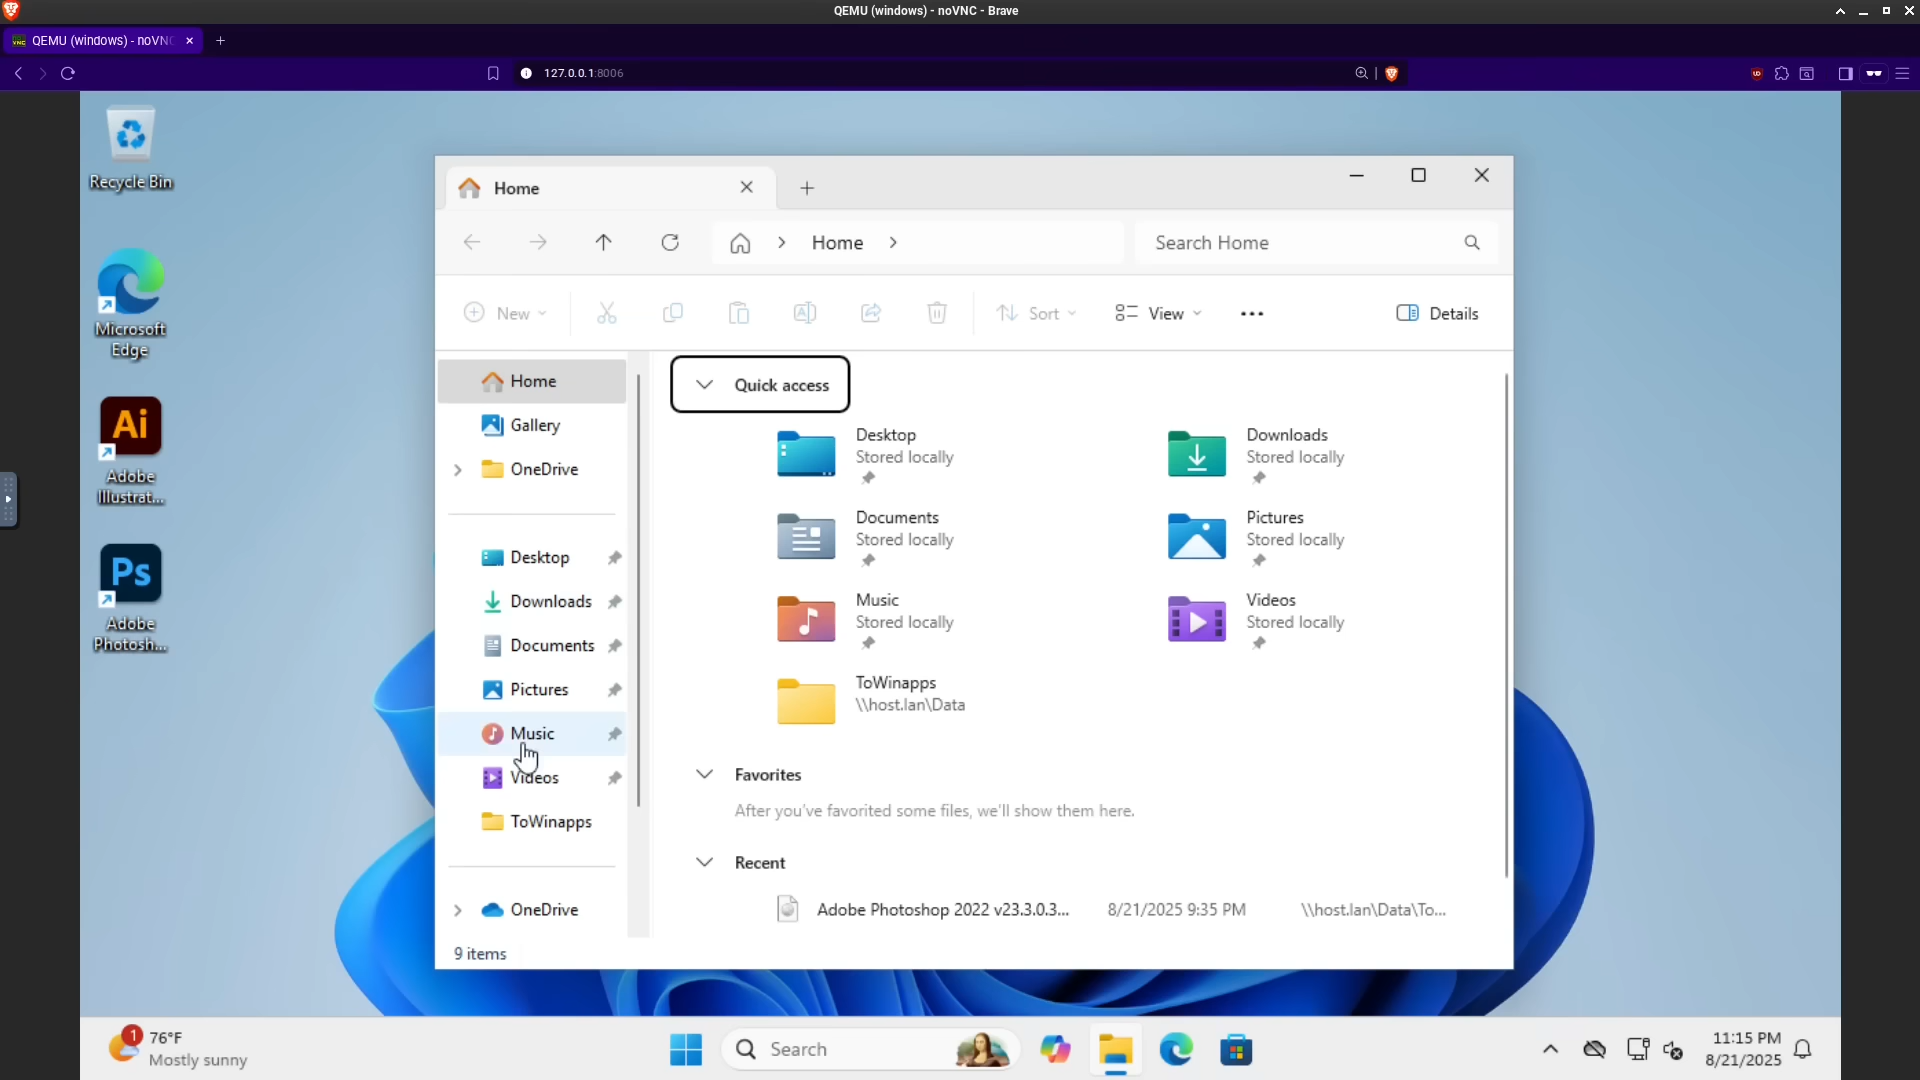 QEMU (windows) - noVNC - Brave
QEMU (windows) - noVNC
127.0.0.1:8006
Recycle Bin
Microsoft
Edge
Ai
Adobe
Illustrat...
Ps
Adobe
Photosh...
Home
Home
Search Home
New
Sort
View
Details
Home
Gallery
OneDrive
Desktop
Downloads
Documents
Pictures
Music
Videos
ToWinapps
OneDrive
9 items
Quick access
Desktop
Stored locally
Downloads
Stored locally
Documents
Stored locally
Pictures
Stored locally
Music
Stored locally
Videos
Stored locally
ToWinapps
\\host.lan\Data
Favorites
After you've favorited some files, we'll show them here.
Recent
Adobe Photoshop 2022 v23.3.0.3... 8/21/2025 9:35 PM \\host.lan\Data\To...
1
76°F
Mostly sunny
Search
11:15 PM
8/21/2025